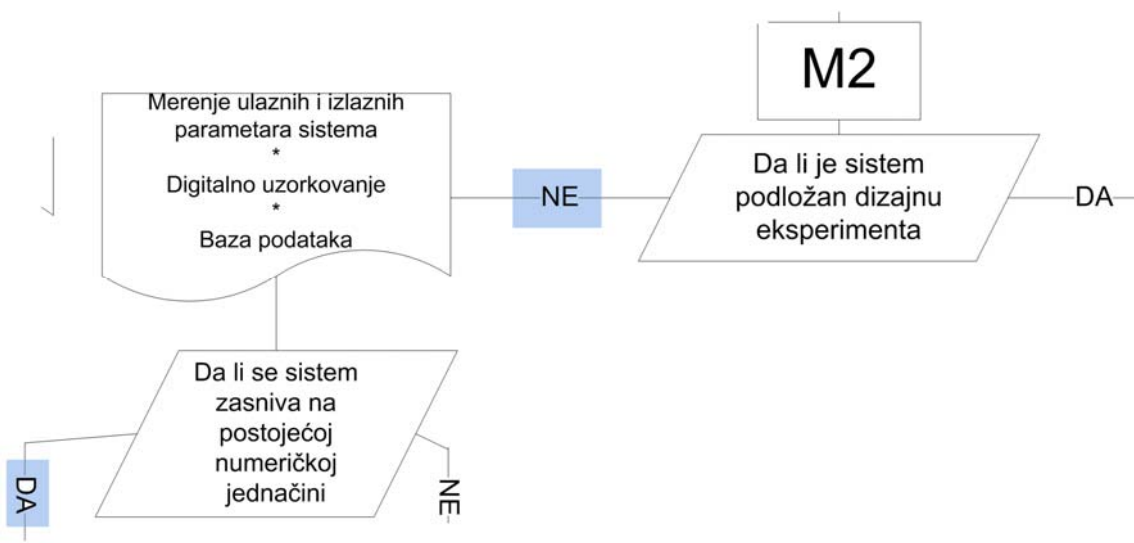 M2
Da li je sistem
podložan dizajnu
eksperimenta
DA
NE
Merenje ulaznih i izlaznih
parametara sistema
*
Digitalno uzorkovanje
*
Baza podataka
Da li se sistem
zasniva na
postojećoj
numeričkoj
jednačini
DA
NE